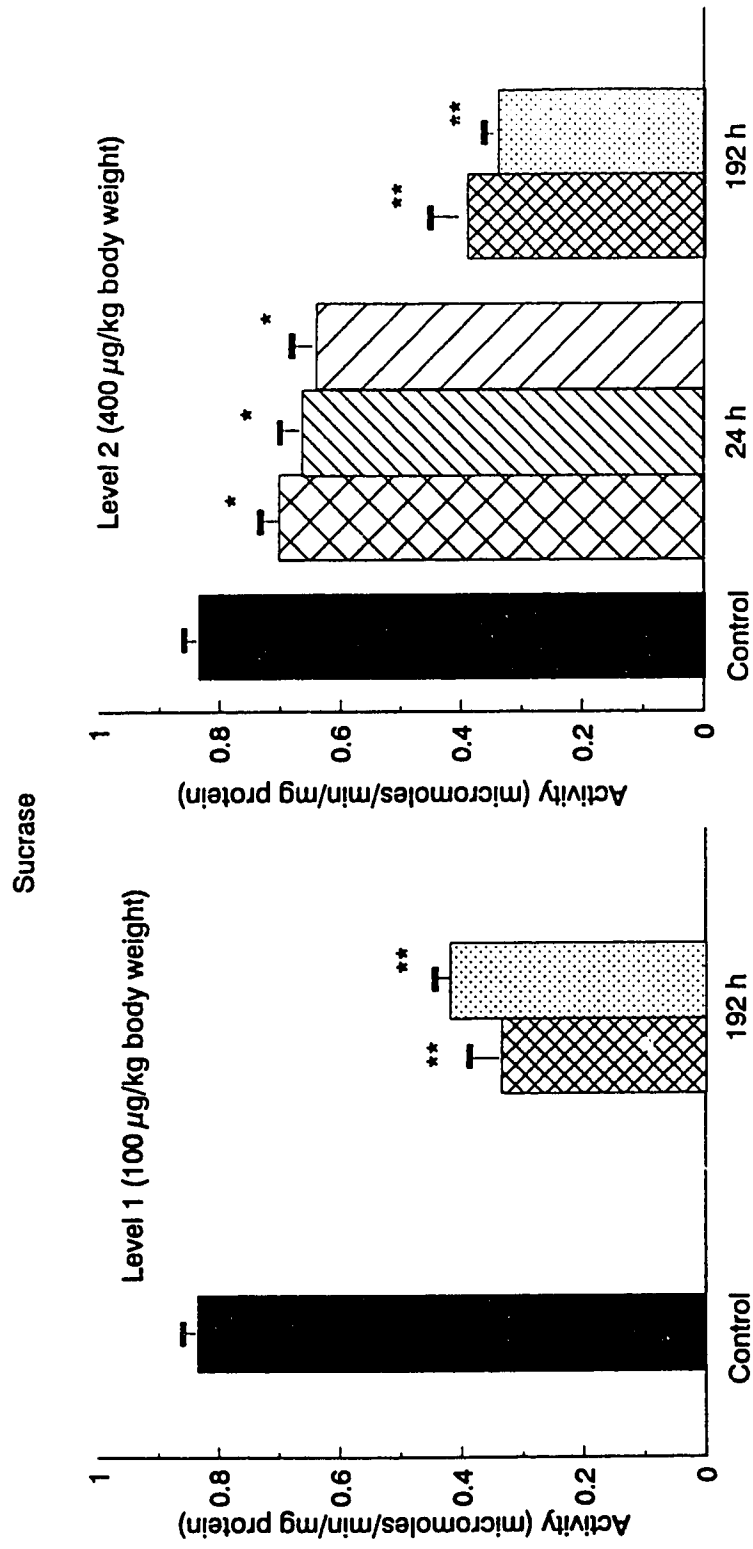 Sucrase
Level 1 (100 µg/kg body weight)
Activity (micromoles/min/mg protein)
1
0.8
0.6
0.4
0.2
0
**
**
Control
192 h
Level 2 (400 µg/kg body weight)
Activity (micromoles/min/mg protein)
1
0.8
0.6
0.4
0.2
0
*
*
*
**
**
Control
24 h
192 h